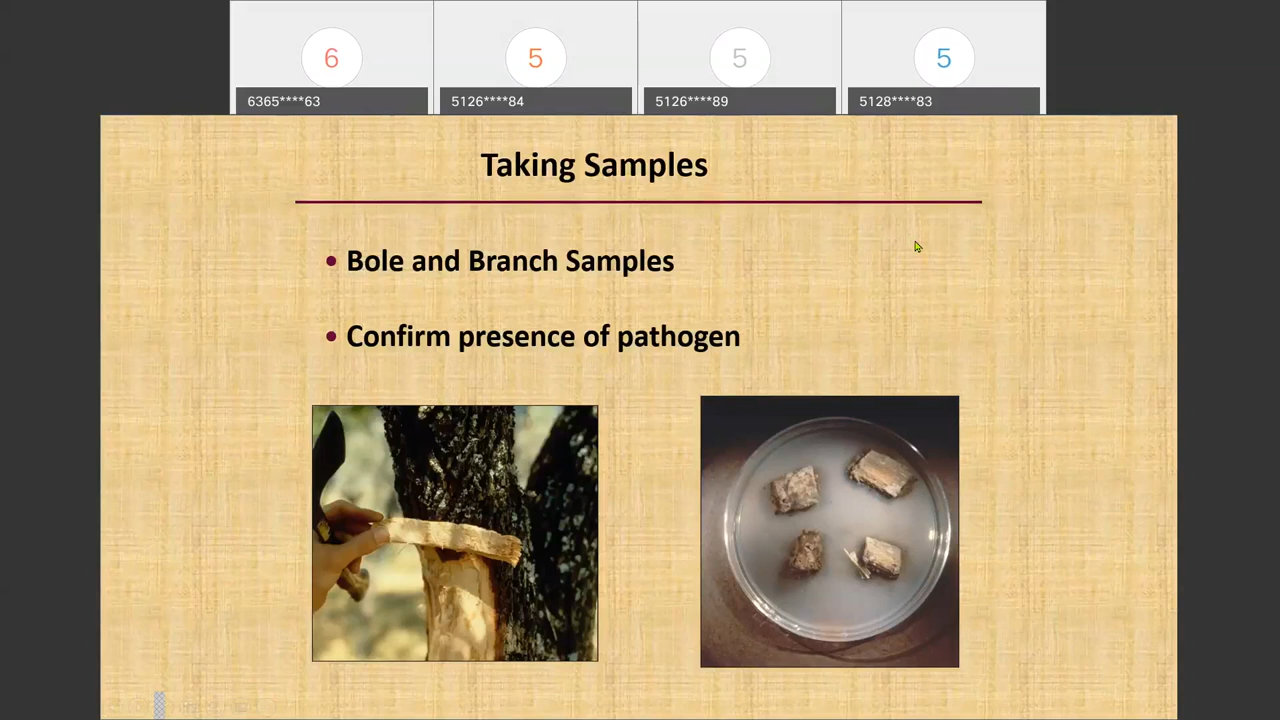 6
5
5
5
6365****63
5126****84
5126****89
5128****83
Taking Samples
• Bole and Branch Samples
• Confirm presence of pathogen